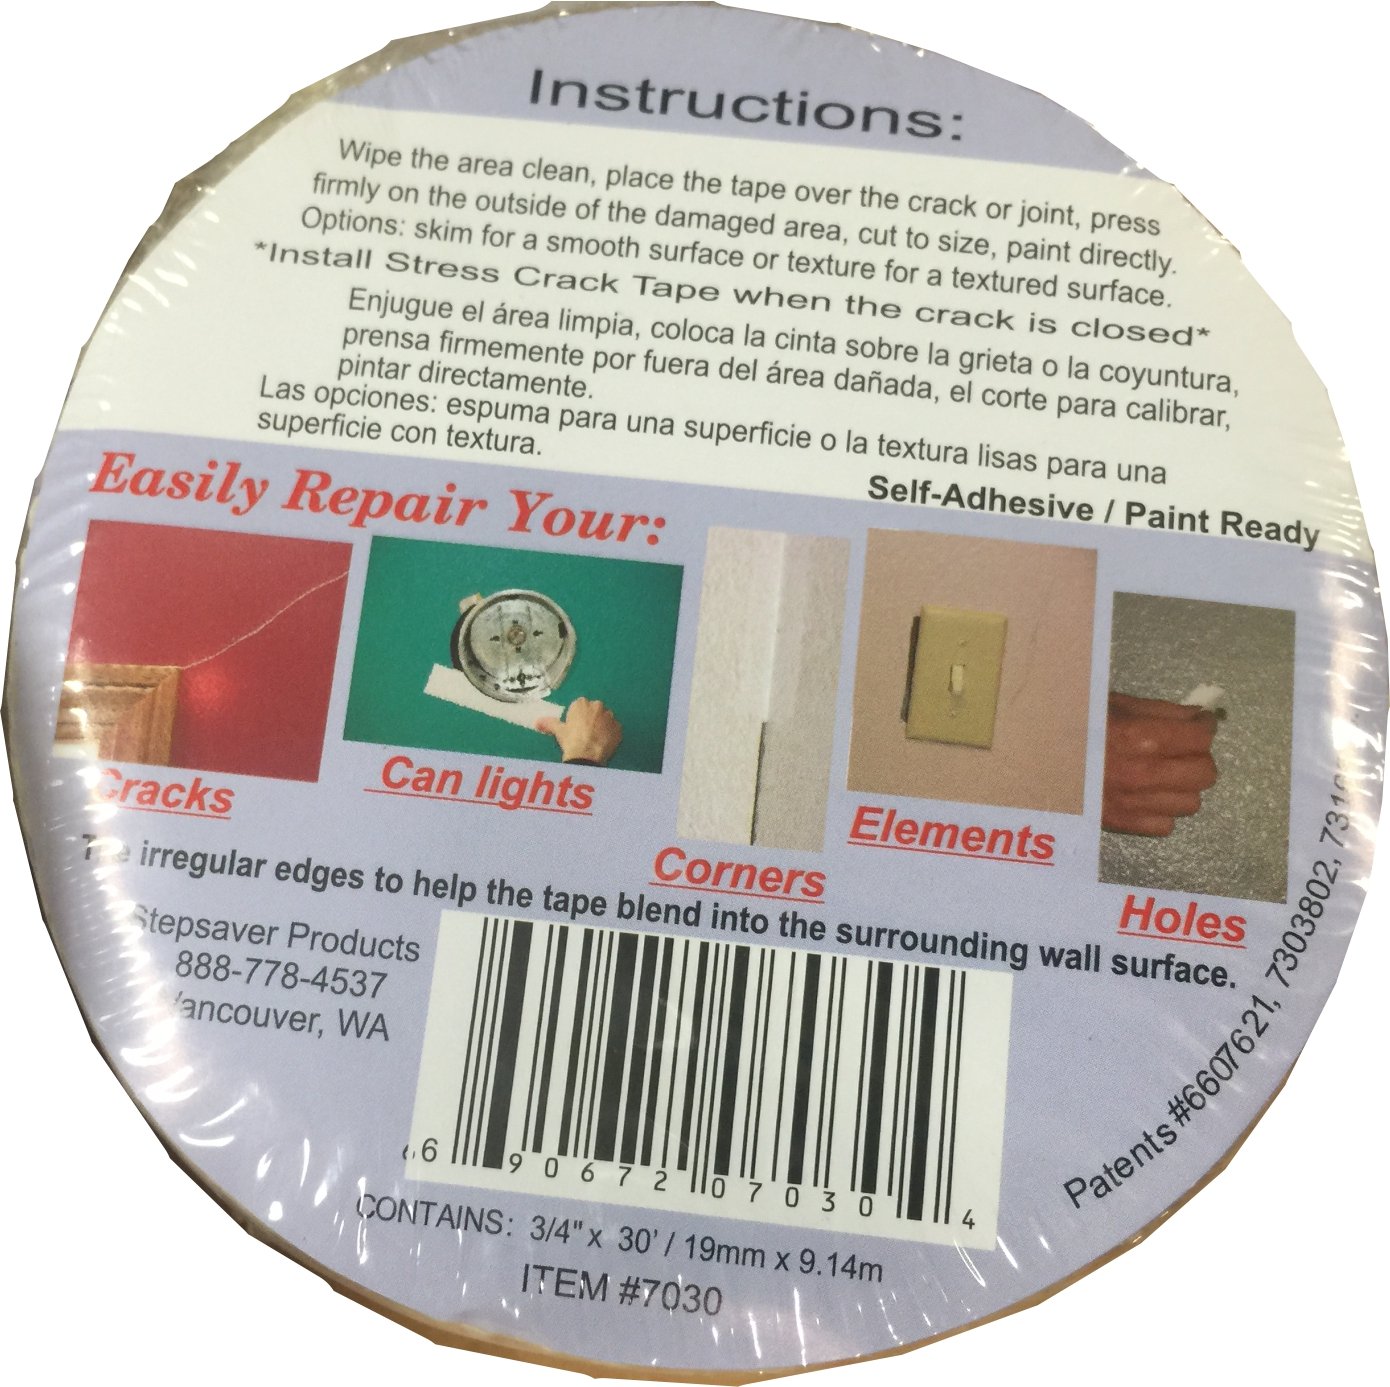 Instructions:
Wipe the area clean, place the tape over the crack or joint, press
firmly on the outside of the damaged area, cut to size, paint directly.
Options: skim for a smooth surface or texture for a textured surface.
*Install Stress Crack Tape when the crack is closed*
Enjugue el área limpia, coloca la cinta sobre la grieta o la coyuntura,
prensa firmemente por fuera del área dañada, el corte para calibrar,
pintar directamente.
Las opciones: espuma para una superficie o la textura lisas para una
superficie con textura.
Self-Adhesive / Paint Ready
Easily Repair Your:
Cracks
Can lights
Corners
Elements
Holes
The irregular edges to help the tape blend into the surrounding wall surface.
Stepsaver Products
888-778-4537
Vancouver, WA
6 90672 07030 4
CONTAINS: 3/4" x 30' / 19mm x 9.14m
ITEM #7030
Patents #6607621, 7303802,